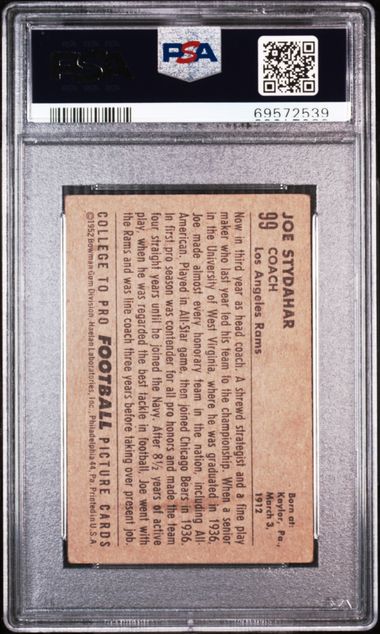 PSA
PSA
69572539
JOE STYDAHAR
99 COACH
Los Angeles Rams
Born at:
Kaylor, Pa.,
March 3,
1912
Now in third year as head coach. A shrewd strategist and a fine play
maker who last year led his team to the championship. When a senior
in the University of West Virginia, where he was graduated in 1936,
Joe made almost every honorary team in the nation, including All-
American. Played in All-Star game, then joined Chicago Bears in 1936.
In first pro season was contender for all pro honors and made the team
four straight years until he joined the Navy. After 8½ years of active
play, when he was regarded the best tackle in football, Joe went with
the Rams and was line coach three years before taking over present job.
COLLEGE TO PRO FOOTBALL PICTURE CARDS
©1952 Bowman Gum Division, Haelan Laboratories, Inc., Philadelphia 44, Pa. Printed in U.S.A.